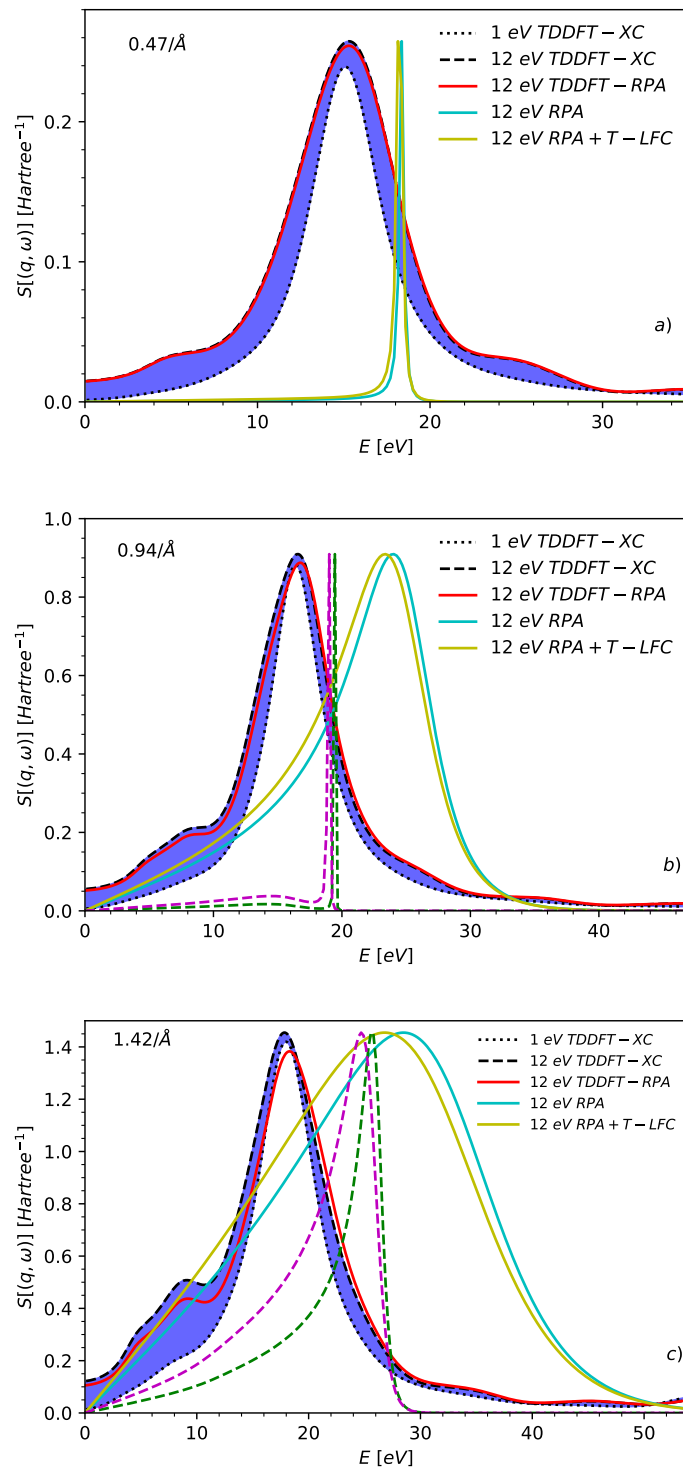 0.47/Å
1 eV TDDFT − XC
12 eV TDDFT − XC
12 eV TDDFT − RPA
12 eV RPA
12 eV RPA + T − LFC
S[(q, ω)] [Hartree⁻¹]
0.2
0.1
0.0
a)
0 10 20 30
E [eV]
0.94/Å
1 eV TDDFT − XC
12 eV TDDFT − XC
12 eV TDDFT − RPA
12 eV RPA
12 eV RPA + T − LFC
S[(q, ω)] [Hartree⁻¹]
1.0
0.8
0.6
0.4
0.2
0.0
b)
0 10 20 30 40
E [eV]
1.42/Å
1 eV TDDFT − XC
12 eV TDDFT − XC
12 eV TDDFT − RPA
12 eV RPA
12 eV RPA + T − LFC
S[(q, ω)] [Hartree⁻¹]
1.4
1.2
1.0
0.8
0.6
0.4
0.2
0.0
c)
0 10 20 30 40 50
E [eV]